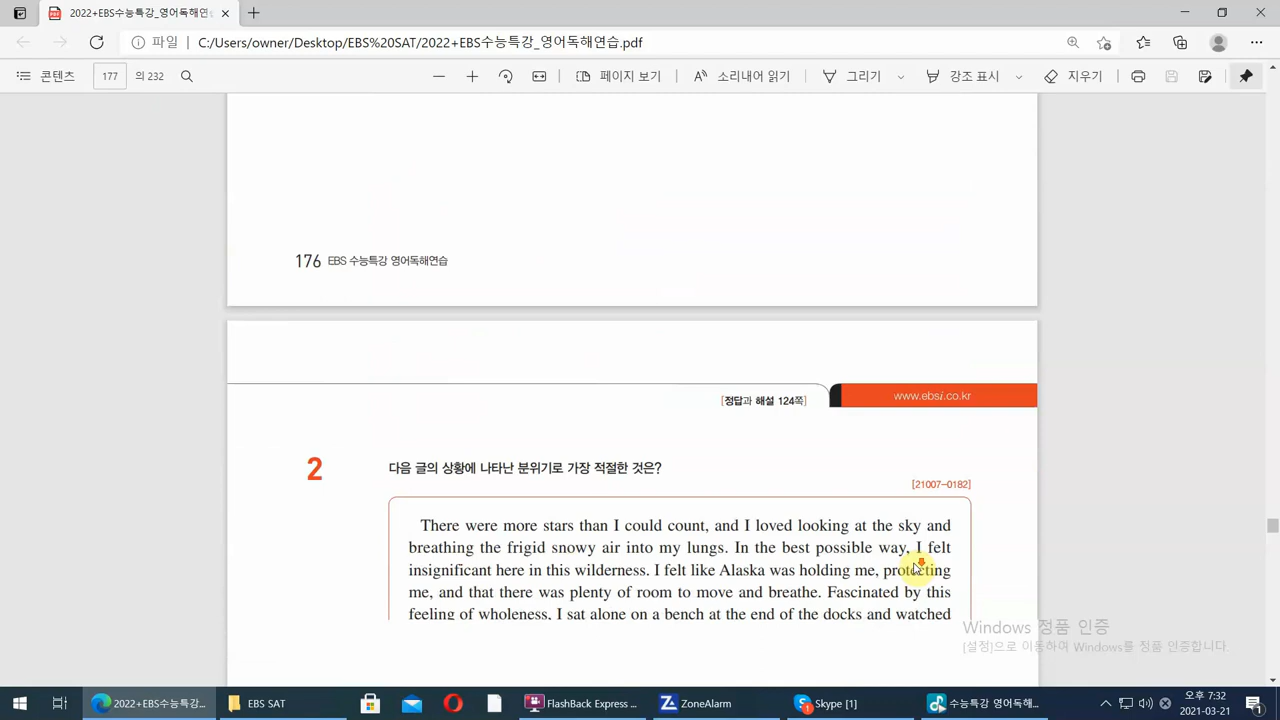 2022+EBS수능특강_영어독해연
파일
C:/Users/owner/Desktop/EBS%20SAT/2022+EBS수능특강_영어독해연습.pdf
콘텐츠
177
의 232
페이지 보기
소리내어 읽기
그리기
강조 표시
지우기
176 EBS 수능특강 영어독해연습
[정답과 해설 124쪽]
www.ebsi.co.kr
2
다음 글의 상황에 나타난 분위기로 가장 적절한 것은?
[21007-0182]
There were more stars than I could count, and I loved looking at the sky and
breathing the frigid snowy air into my lungs. In the best possible way, I felt
insignificant here in this wilderness. I felt like Alaska was holding me, protecting
me, and that there was plenty of room to move and breathe. Fascinated by this
feeling of wholeness, I sat alone on a bench at the end of the docks and watched
Windows 정품 인증
[설정]으로 이동하여 Windows를 정품 인증합니다.
2022+EBS수능특강_...
EBS SAT
FlashBack Express ...
ZoneAlarm
Skype [1]
수능특강 영어독해...
오후 7:32
2021-03-21